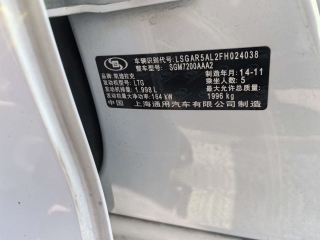 车辆识别代号: LSGAR5AL2FH024038
整车型号: SGM7200AAA2
品牌: 凯迪拉克 制造年月: 14-11
发动机型号: LTG 乘坐人数: 5
发动机排量: 1.998 L 最大允许总质量:
发动机最大净功率: 184 kW 1996 kg
中国 上海通用汽车有限公司制造